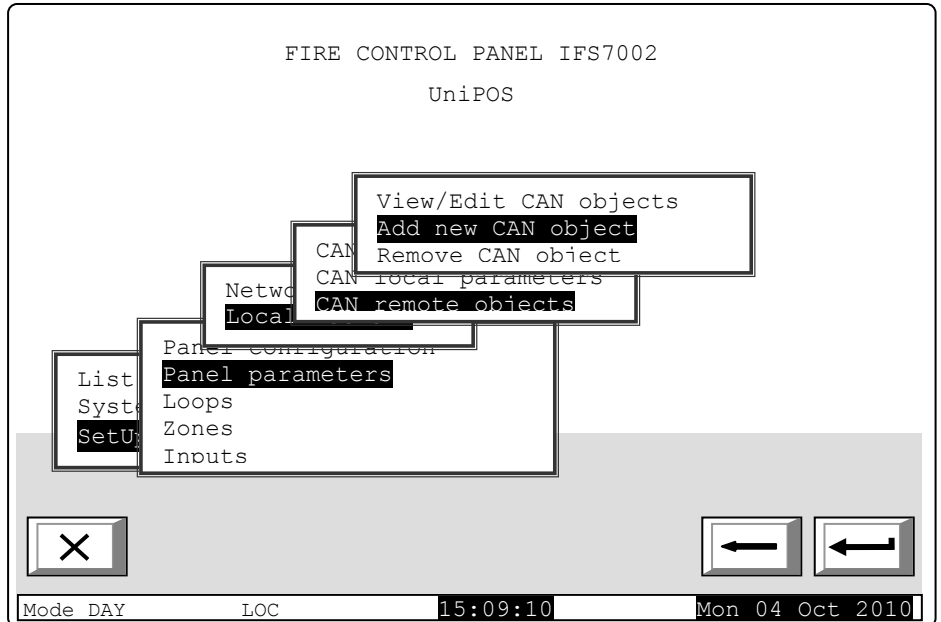 FIRE CONTROL PANEL IFS7002
UniPOS
View/Edit CAN objects
Add new CAN object
Remove CAN object
CAN
CAN local parameters
CAN remote objects
Netwo
Local
Panel Configuration
Panel parameters
Loops
Zones
Inputs
List
Syste
SetUp
Mode DAY LOC 15:09:10 Mon 04 Oct 2010